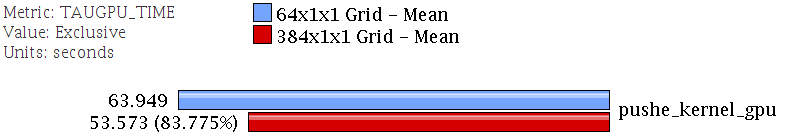 Metric: TAUGPU_TIME
Value: Exclusive
Units: seconds
64x1x1 Grid - Mean
384x1x1 Grid - Mean
63.949
53.573 (83.775%)
pushe_kernel_gpu